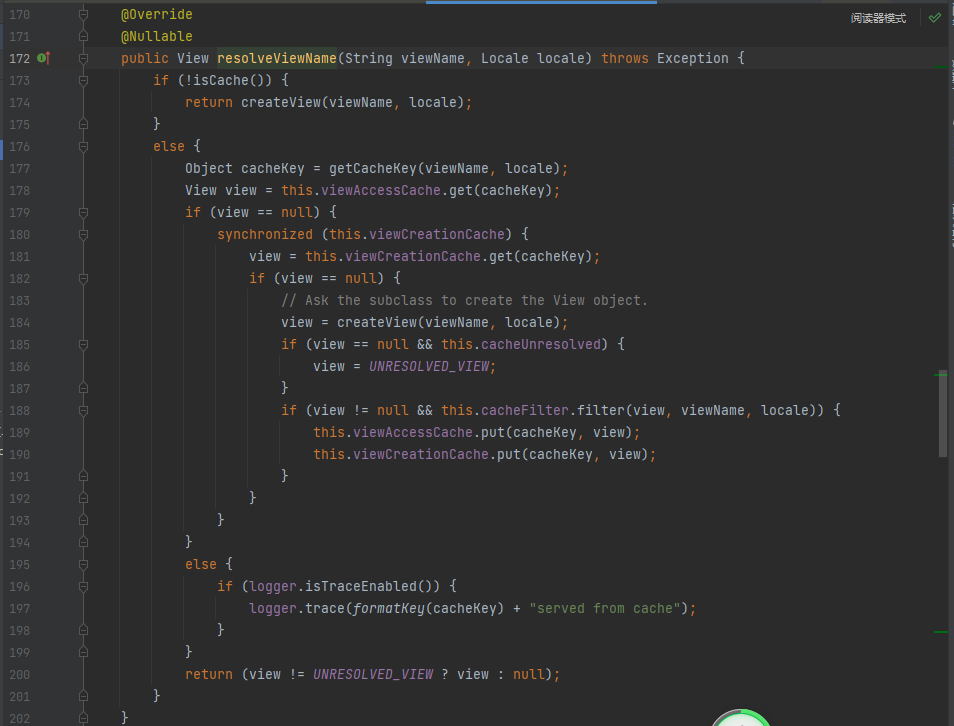 阅读器模式
170 @Override
171 @Nullable
172 public View resolveViewName(String viewName, Locale locale) throws Exception {
173 if (!isCache()) {
174 return createView(viewName, locale);
175 }
176 else {
177 Object cacheKey = getCacheKey(viewName, locale);
178 View view = this.viewAccessCache.get(cacheKey);
179 if (view == null) {
180 synchronized (this.viewCreationCache) {
181 view = this.viewCreationCache.get(cacheKey);
182 if (view == null) {
183 // Ask the subclass to create the View object.
184 view = createView(viewName, locale);
185 if (view == null && this.cacheUnresolved) {
186 view = UNRESOLVED_VIEW;
187 }
188 if (view != null && this.cacheFilter.filter(view, viewName, locale)) {
189 this.viewAccessCache.put(cacheKey, view);
190 this.viewCreationCache.put(cacheKey, view);
191 }
192 }
193 }
194 }
195 else {
196 if (logger.isTraceEnabled()) {
197 logger.trace(formatKey(cacheKey) + "served from cache");
198 }
199 }
200 return (view != UNRESOLVED_VIEW ? view : null);
201 }
202 }